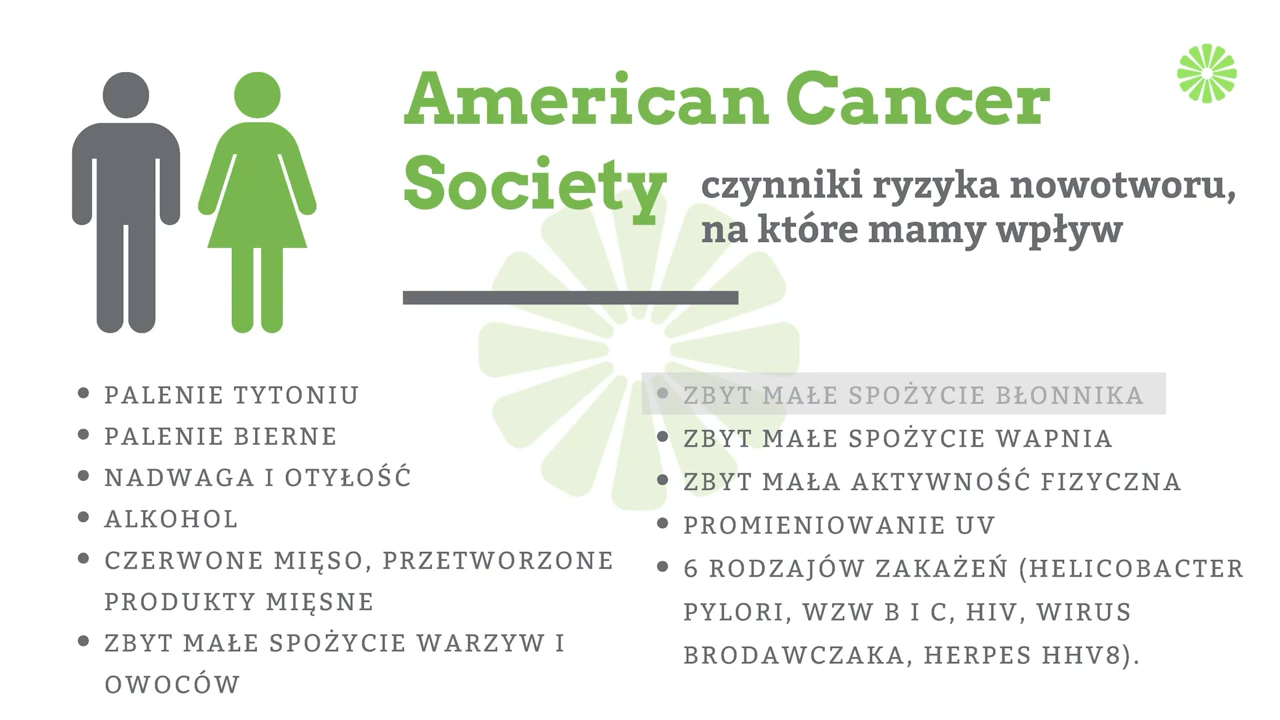 American Cancer
Society
czynniki ryzyka nowotworu,
na które mamy wpływ
• PALENIE TYTONIU
• PALENIE BIERNE
• NADWAGA I OTYŁOŚĆ
• ALKOHOL
• CZERWONE MIĘSO, PRZETWORZONE
PRODUKTY MIĘSNE
• ZBYT MAŁE SPOŻYCIE WARZYW I
OWOCÓW
• ZBYT MAŁE SPOŻYCIE BŁONNIKA
• ZBYT MAŁE SPOŻYCIE WAPNIA
• ZBYT MAŁA AKTYWNOŚĆ FIZYCZNA
• PROMIENIOWANIE UV
• 6 RODZAJÓW ZAKAŻEŃ (HELICOBACTER
PYLORI, WZW B I C, HIV, WIRUS
BRODAWCZAKA, HERPES HHV8).